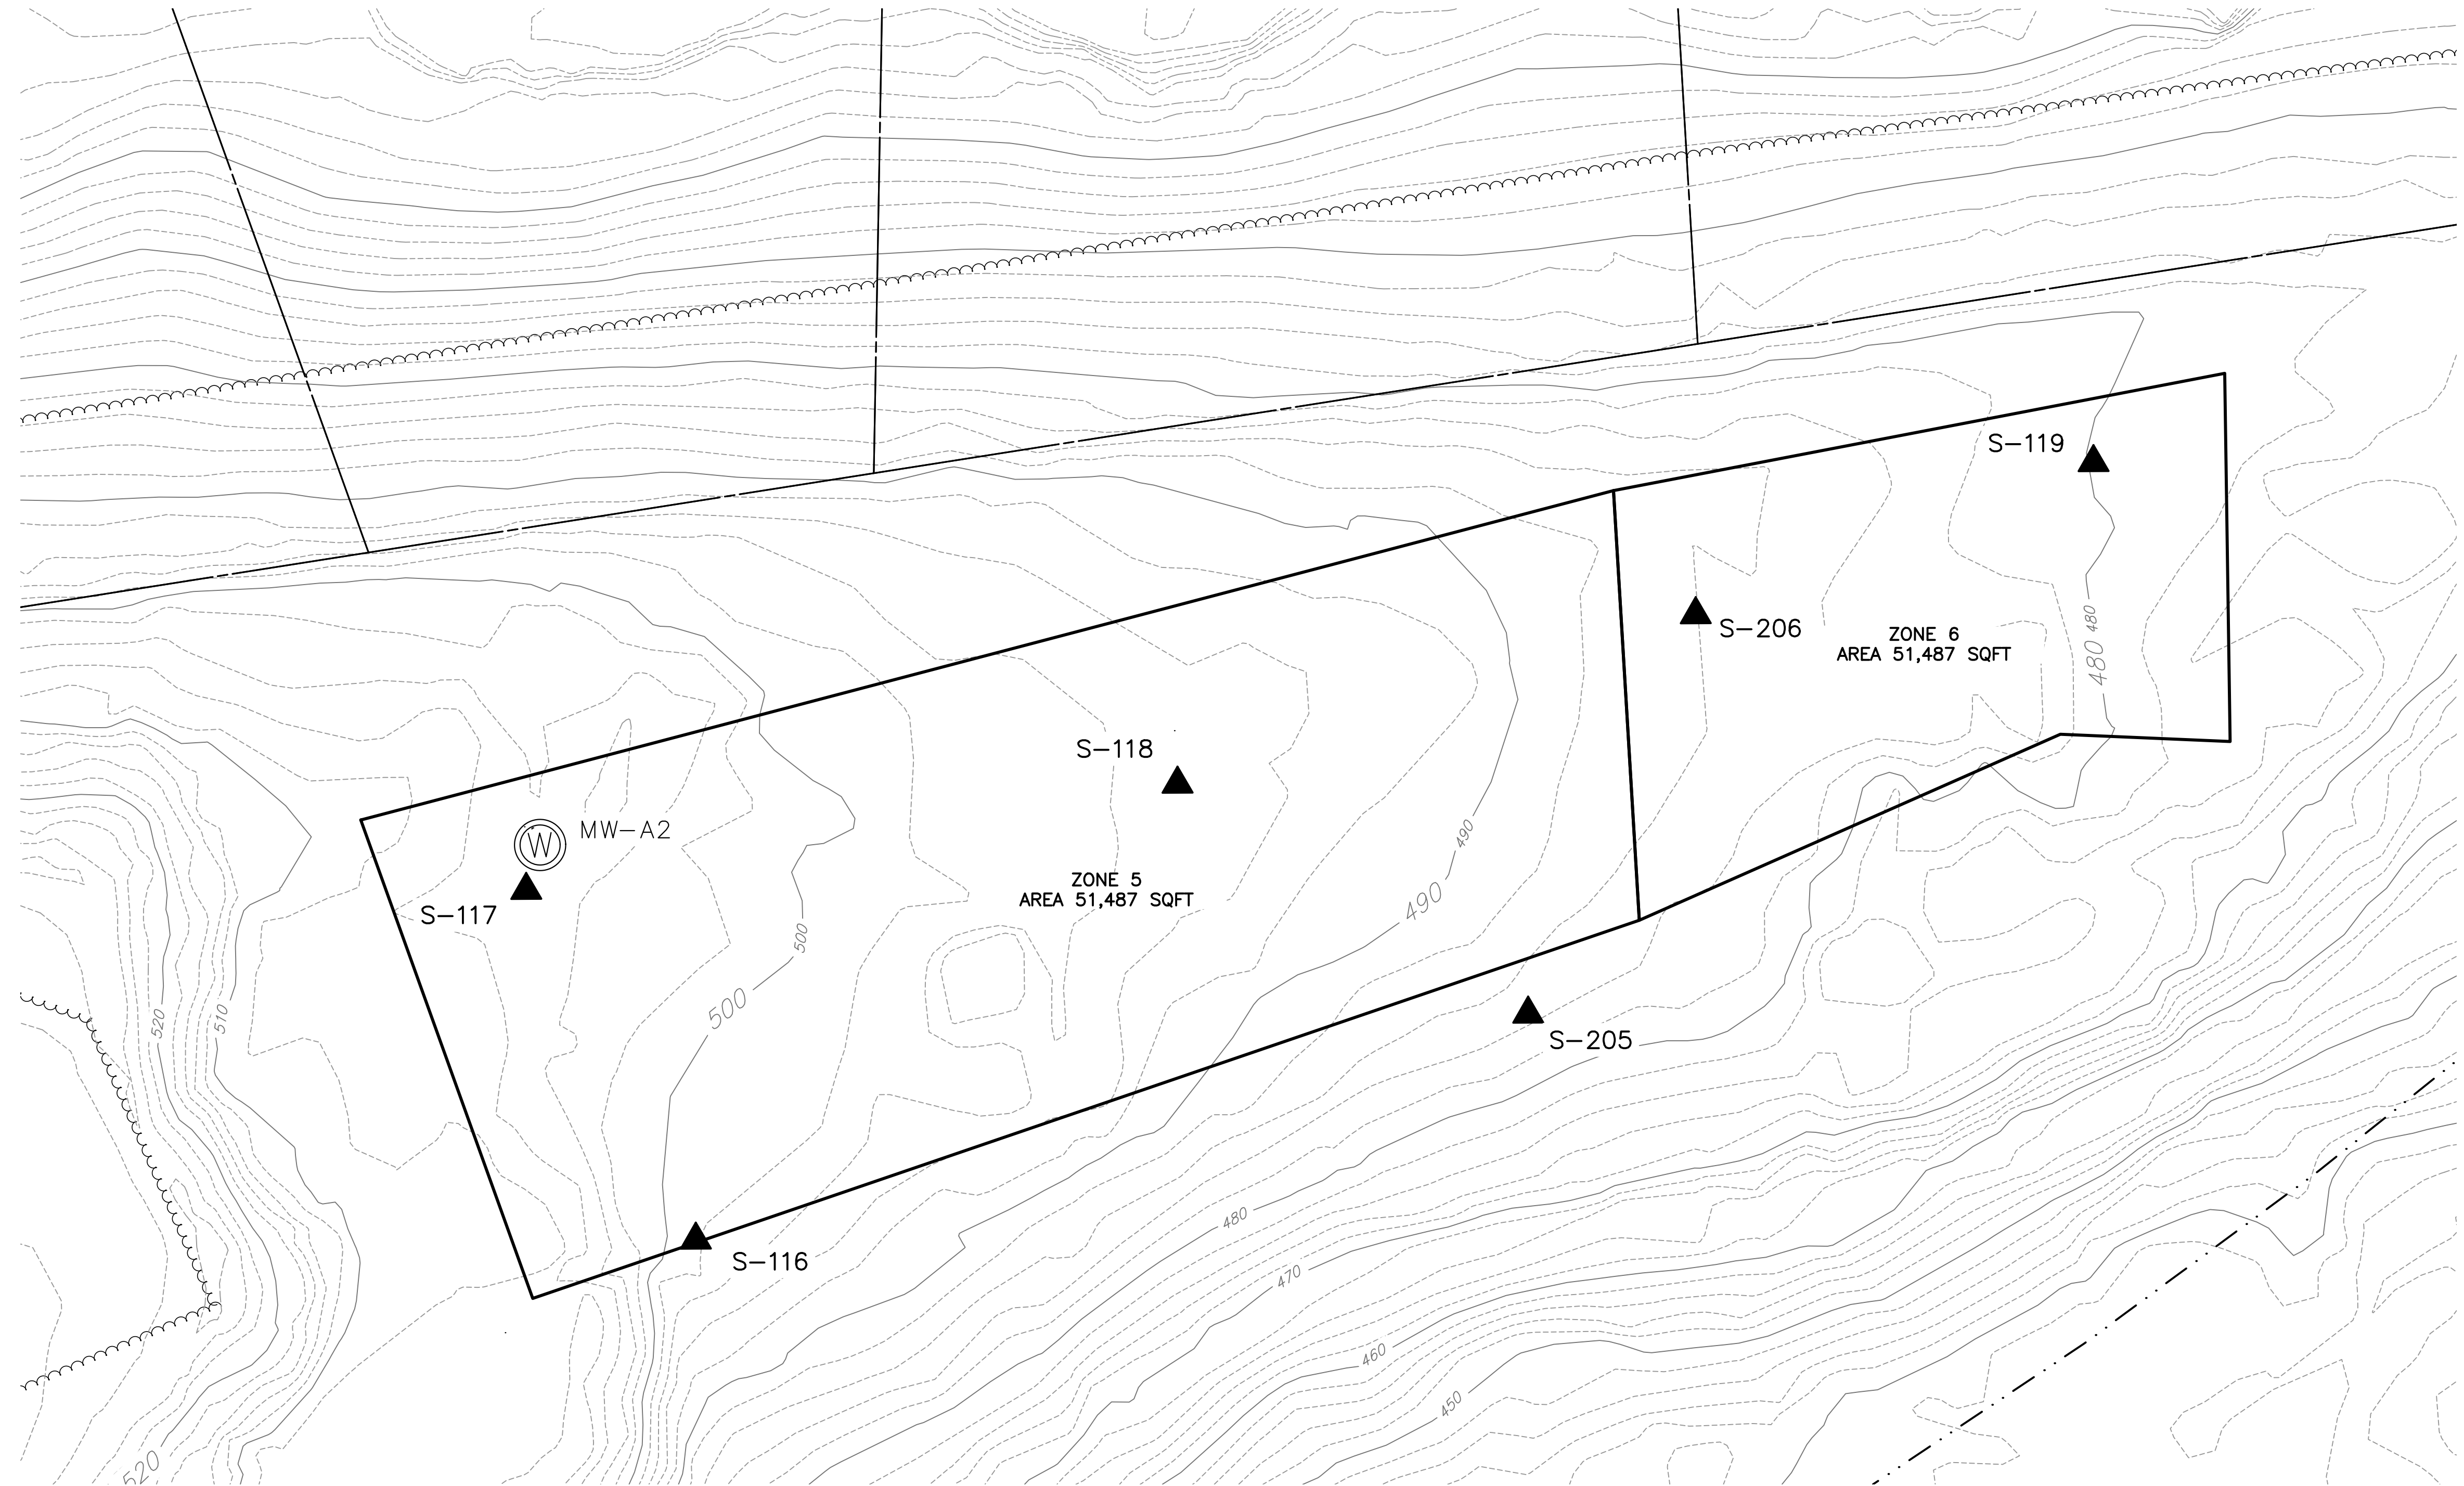 S-119
480
S-206
ZONE 6
AREA 51,487 SQFT
480
S-118
MW-A2
W
490
ZONE 5
AREA 51,487 SQFT
490
S-117
500
500
520
510
S-205
480
S-116
470
460
450
520